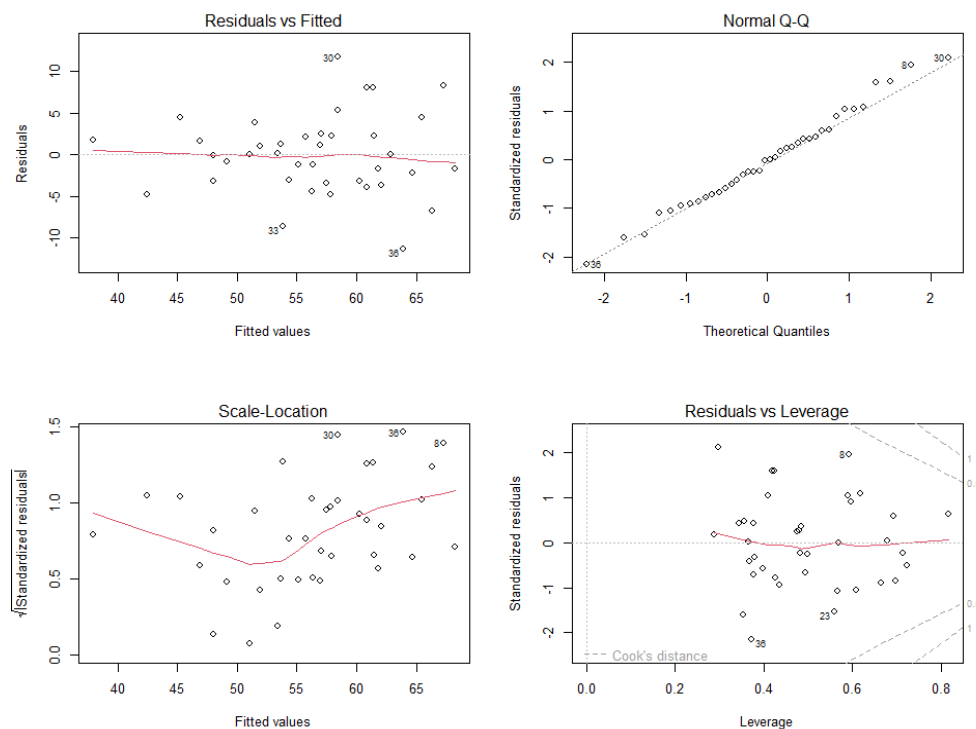 Residuals vs Fitted
Residuals
10
5
0
-5
-10
30
33
36
40 45 50 55 60 65
Fitted values
Normal Q-Q
Standardized residuals
2
1
0
-1
-2
8
30
36
-2 -1 0 1 2
Theoretical Quantiles
Scale-Location
√|Standardized residuals|
1.5
1.0
0.5
0.0
30
36
8
40 45 50 55 60 65
Fitted values
Residuals vs Leverage
Standardized residuals
2
1
0
-1
-2
8
23
36
Cook's distance
1
0.
0.
1
0.0 0.2 0.4 0.6 0.8
Leverage